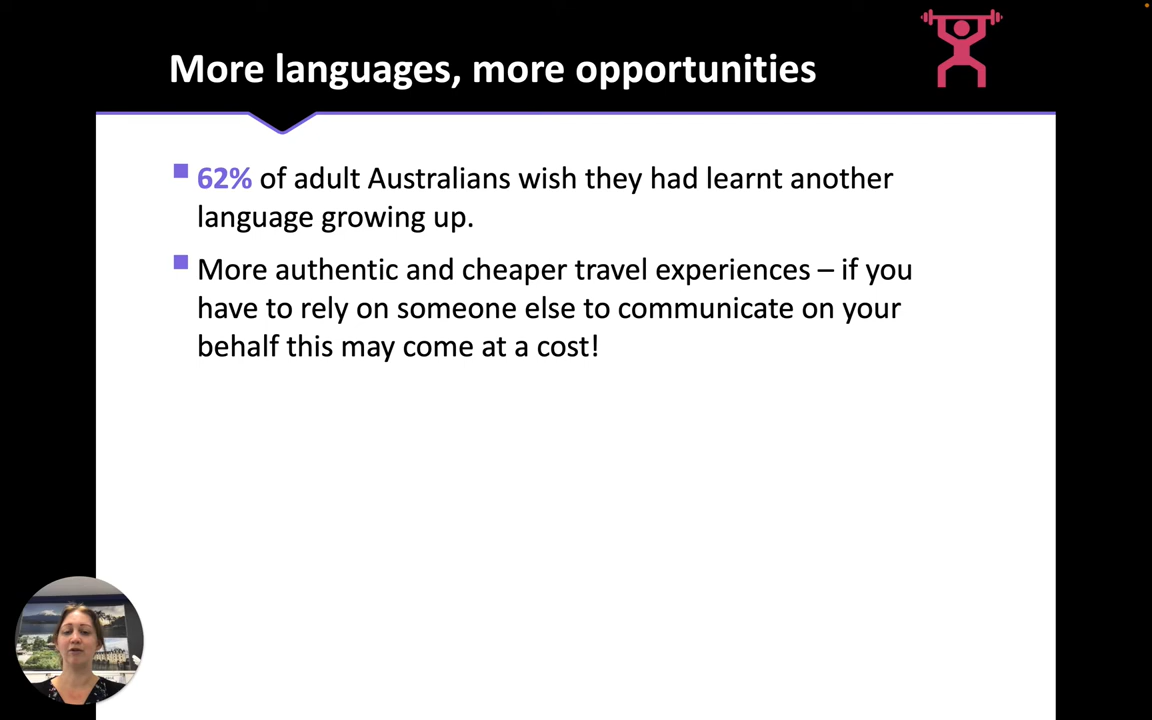 More languages, more opportunities
62% of adult Australians wish they had learnt another
language growing up.
More authentic and cheaper travel experiences – if you
have to rely on someone else to communicate on your
behalf this may come at a cost!